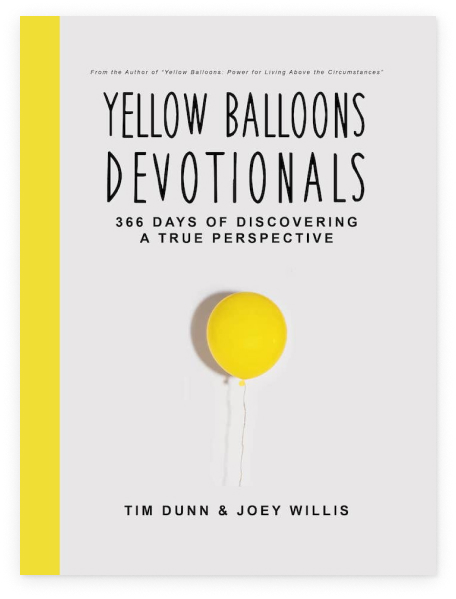 From the Author of "Yellow Balloons: Power for Living Above the Circumstances"
YELLOW BALLOONS
DEVOTIONALS
366 DAYS OF DISCOVERING
A TRUE PERSPECTIVE
TIM DUNN & JOEY WILLIS